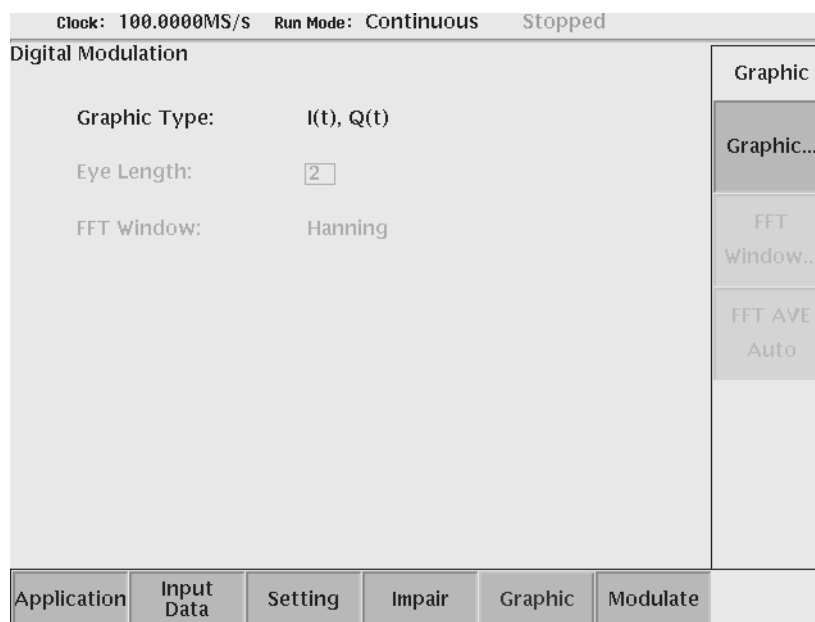 Clock: 100.0000MS/s Run Mode: Continuous Stopped
Digital Modulation
Graphic Type: I(t), Q(t)
Eye Length: 2
FFT Window: Hanning
Graphic
Graphic...
FFT
Window..
FFT AVE
Auto
Application
Input
Data
Setting
Impair
Graphic
Modulate